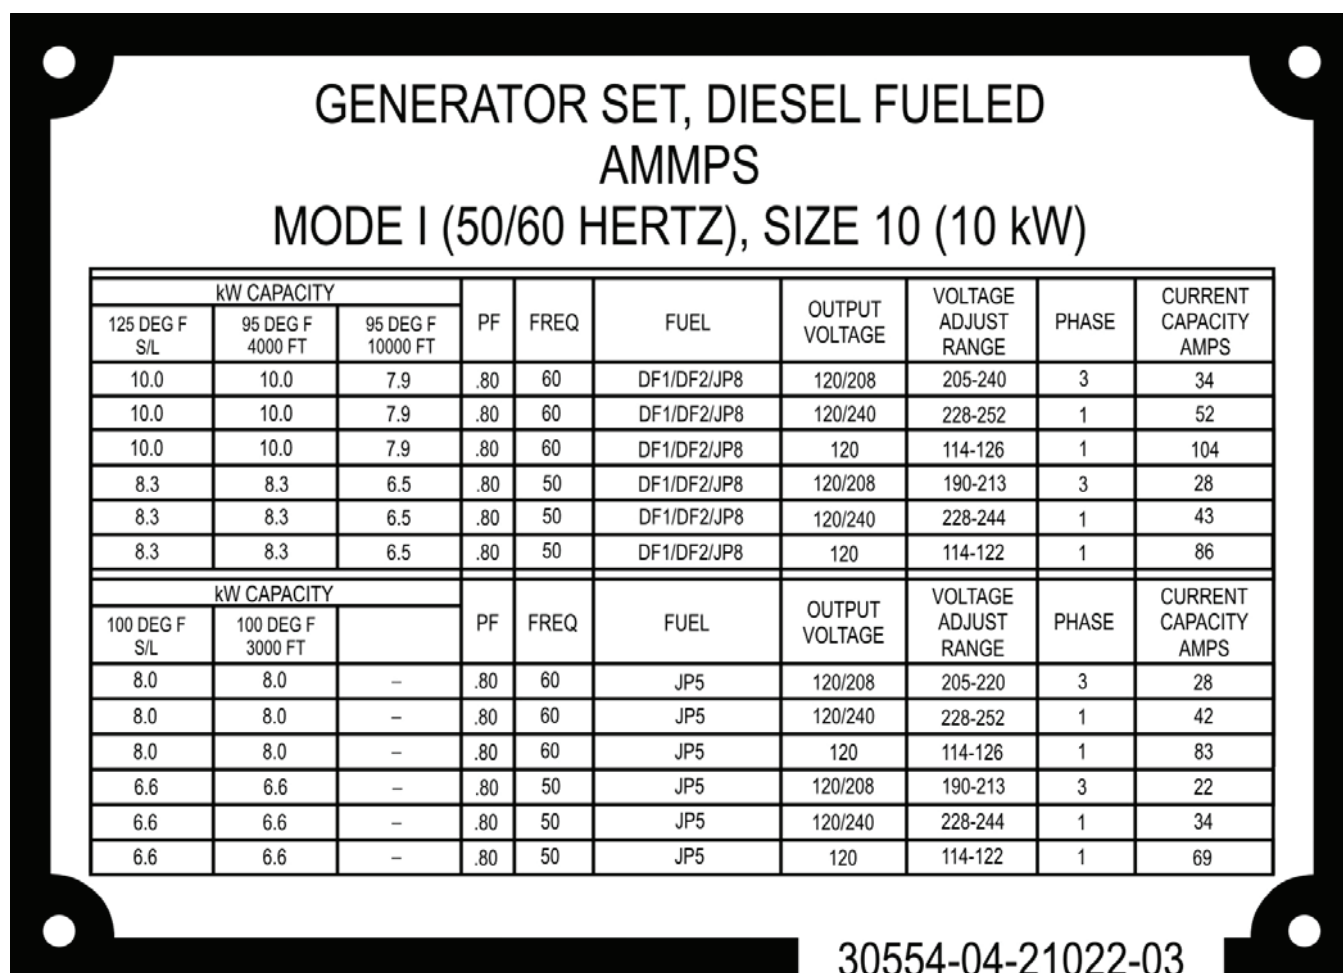 GENERATOR SET, DIESEL FUELED
AMMPS
MODE I (50/60 HERTZ), SIZE 10 (10 kW)
kW CAPACITY PF FREQ FUEL OUTPUT VOLTAGE VOLTAGE ADJUST RANGE PHASE CURRENT CAPACITY AMPS
125 DEG F S/L 95 DEG F 4000 FT 95 DEG F 10000 FT
10.0 10.0 7.9 .80 60 DF1/DF2/JP8 120/208 205-240 3 34
10.0 10.0 7.9 .80 60 DF1/DF2/JP8 120/240 228-252 1 52
10.0 10.0 7.9 .80 60 DF1/DF2/JP8 120 114-126 1 104
8.3 8.3 6.5 .80 50 DF1/DF2/JP8 120/208 190-213 3 28
8.3 8.3 6.5 .80 50 DF1/DF2/JP8 120/240 228-244 1 43
8.3 8.3 6.5 .80 50 DF1/DF2/JP8 120 114-122 1 86
kW CAPACITY PF FREQ FUEL OUTPUT VOLTAGE VOLTAGE ADJUST RANGE PHASE CURRENT CAPACITY AMPS
100 DEG F S/L 100 DEG F 3000 FT
8.0 8.0 – .80 60 JP5 120/208 205-220 3 28
8.0 8.0 – .80 60 JP5 120/240 228-252 1 42
8.0 8.0 – .80 60 JP5 120 114-126 1 83
6.6 6.6 – .80 50 JP5 120/208 190-213 3 22
6.6 6.6 – .80 50 JP5 120/240 228-244 1 34
6.6 6.6 – .80 50 JP5 120 114-122 1 69
30554-04-21022-03